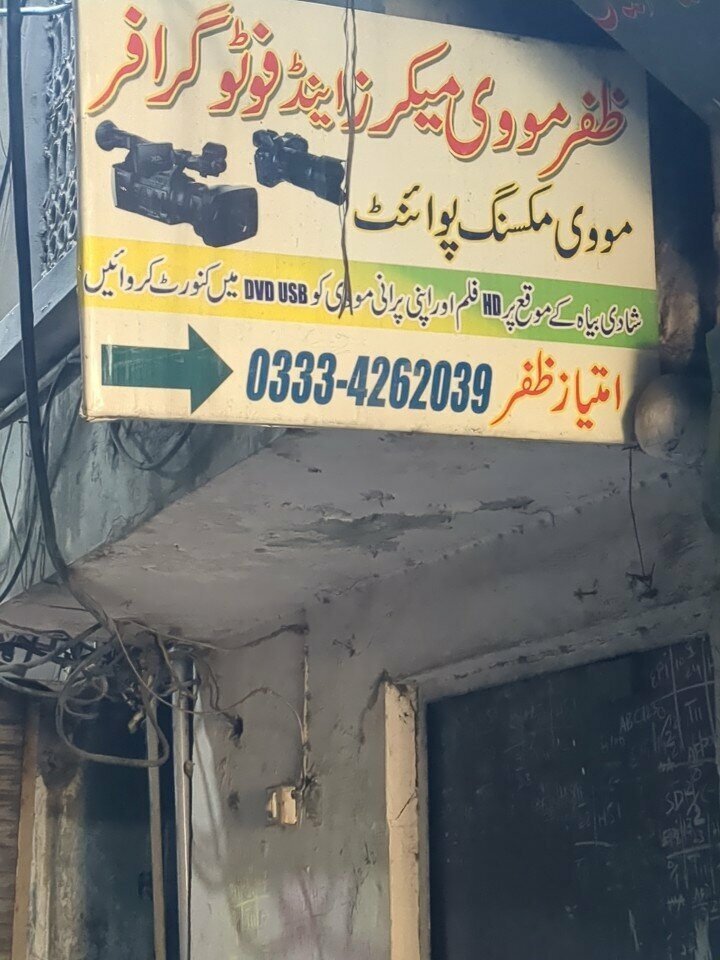 ظفر مووی میکرز اینڈ فوٹو گرافر
مووی مکسنگ پوائنٹ
شادی بیاہ کے موقع پر HD فلم اور اپنی پرانی مووی کو DVD USB میں کنورٹ کروائیں
امتیاز ظفر 0333-4262039